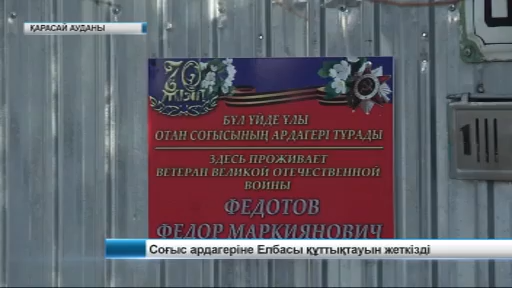 ҚАРАСАЙ АУДАНЫ
70
ЖЫЛ
БҰЛ ҮЙДЕ ҰЛЫ
ОТАН СОҒЫСЫНЫҢ АРДАГЕРІ ТҰРАДЫ
ЗДЕСЬ ПРОЖИВАЕТ
ВЕТЕРАН ВЕЛИКОЙ ОТЕЧЕСТВЕННОЙ
ВОЙНЫ
ФЕДОТОВ
ФЕДОР МАРКИЯНОВИЧ
Соғыс ардагеріне Елбасы құттықтауын жеткізді